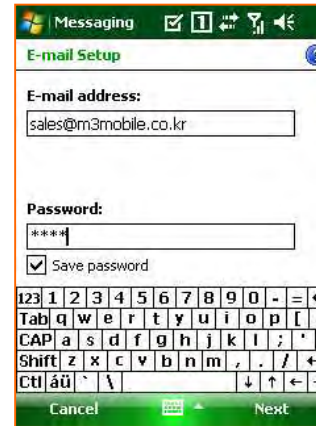 Messaging
E-mail Setup
E-mail address:
sales@m3mobile.co.kr
Password:
****
Save password
123 1 2 3 4 5 6 7 8 9 0 - =
Tab q w e r t y u i o p [
CAP a s d f g h j k l ; '
Shift z x c v b n m , . /
Ctl áü ` \
Cancel
Next